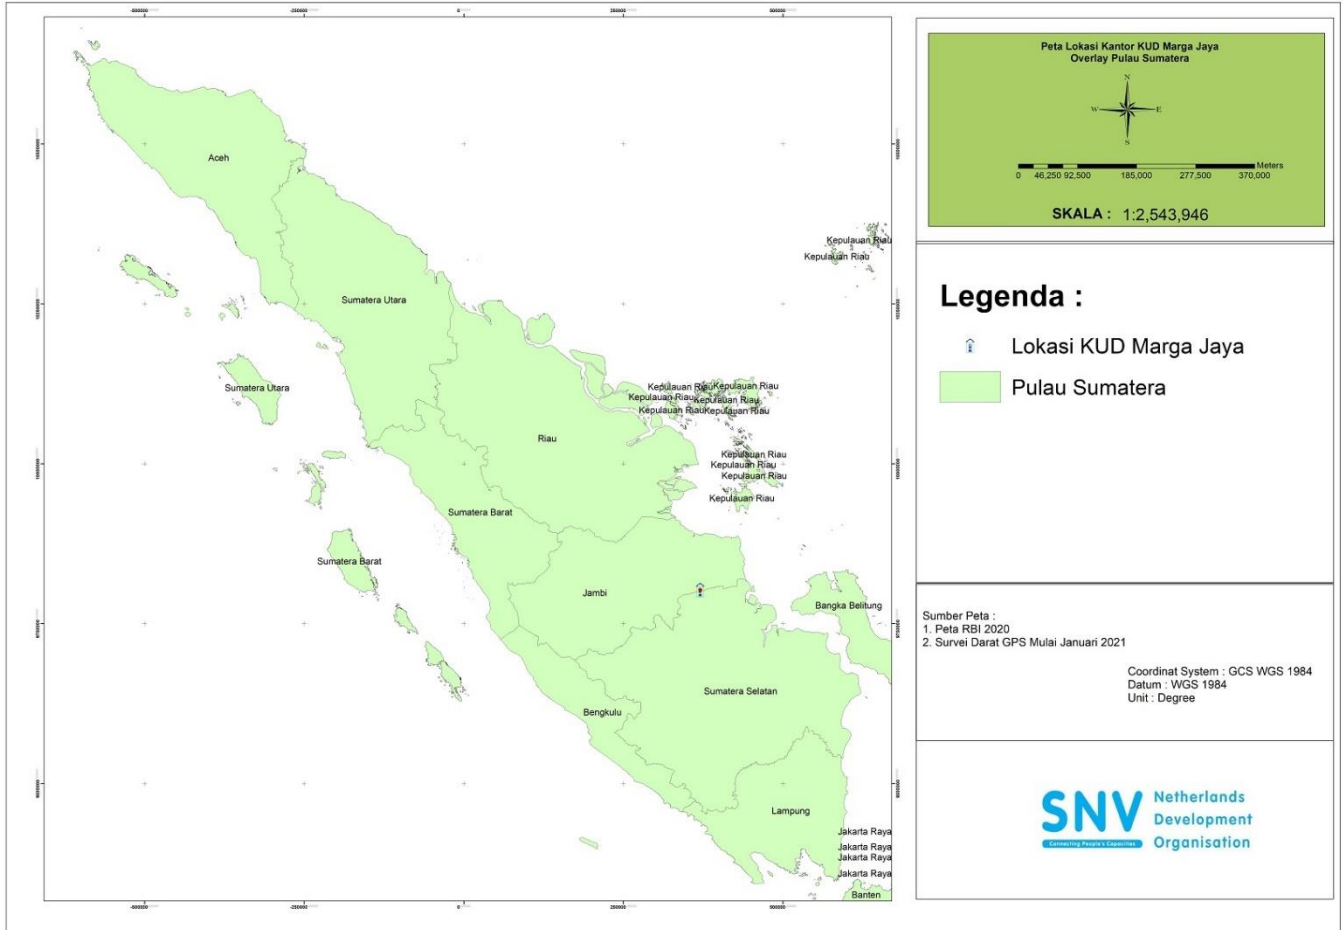 Peta Lokasi Kantor KUD Marga Jaya
Overlay Pulau Sumatera
N
W
E
S
Meters
0 46,250 92,500 185,000 277,500 370,000
SKALA : 1:2,543,946
Legenda :
Lokasi KUD Marga Jaya
Pulau Sumatera
Sumber Peta :
1. Peta RBI 2020
2. Survei Darat GPS Mulai Januari 2021
Coordinat System : GCS WGS 1984
Datum : WGS 1984
Unit : Degree
SNV
Connecting People's Capacities
Netherlands
Development
Organisation
Aceh
Kepulauan Riau
Kepulauan Riau
Sumatera Utara
Sumatera Utara
Kepulauan Riau
Kepulauan Riau
Kepulauan Riau
Kepulauan Riau
Kepulauan Riau
Kepulauan Riau
Riau
Kepulauan Riau
Kepulauan Riau
Kepulauan Riau
Kepulauan Riau
Sumatera Barat
Sumatera Barat
Jambi
Bangka Belitung
Sumatera Selatan
Bengkulu
Lampung
Jakarta Raya
Jakarta Raya
Jakarta Raya
Jakarta Raya
Banten